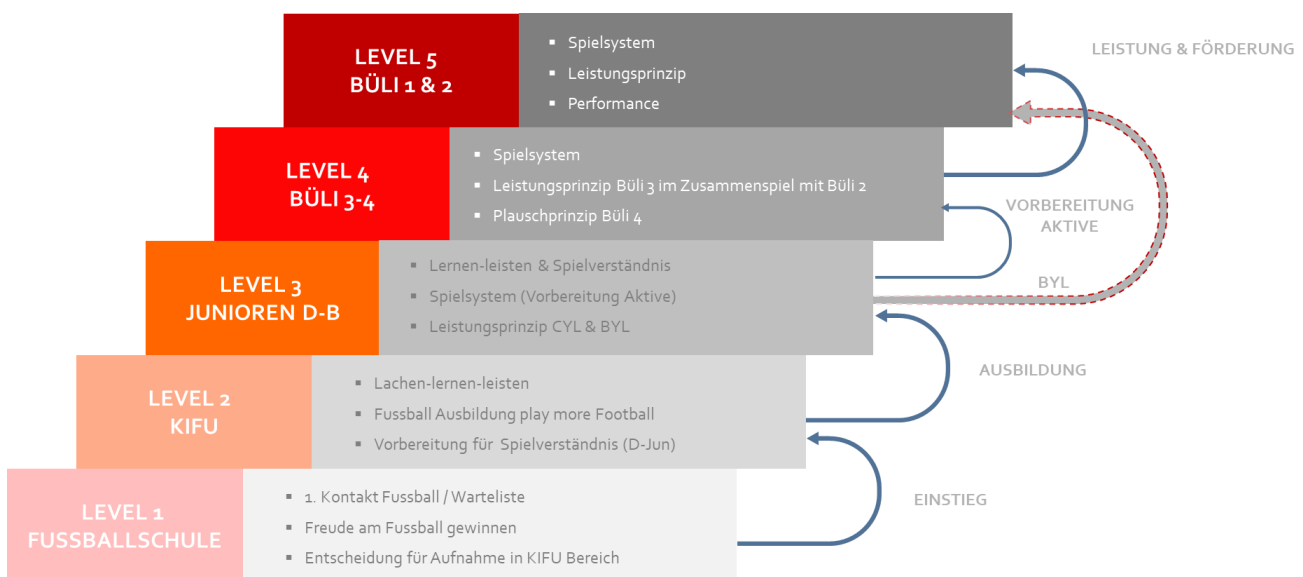 LEVEL 5
BÜLI 1 & 2
▪ Spielsystem
▪ Leistungsprinzip
▪ Performance
LEISTUNG & FÖRDERUNG
LEVEL 4
BÜLI 3-4
▪ Spielsystem
▪ Leistungsprinzip Büli 3 im Zusammenspiel mit Büli 2
▪ Plauschprinzip Büli 4
VORBEREITUNG
AKTIVE
LEVEL 3
JUNIOREN D-B
▪ Lernen-leisten & Spielverständnis
▪ Spielsystem (Vorbereitung Aktive)
▪ Leistungsprinzip CYL & BYL
BYL
LEVEL 2
KIFU
▪ Lachen-lernen-leisten
▪ Fussball Ausbildung play more Football
▪ Vorbereitung für Spielverständnis (D-Jun)
AUSBILDUNG
LEVEL 1
FUSSBALLSCHULE
▪ 1. Kontakt Fussball / Warteliste
▪ Freude am Fussball gewinnen
▪ Entscheidung für Aufnahme in KIFU Bereich
EINSTIEG